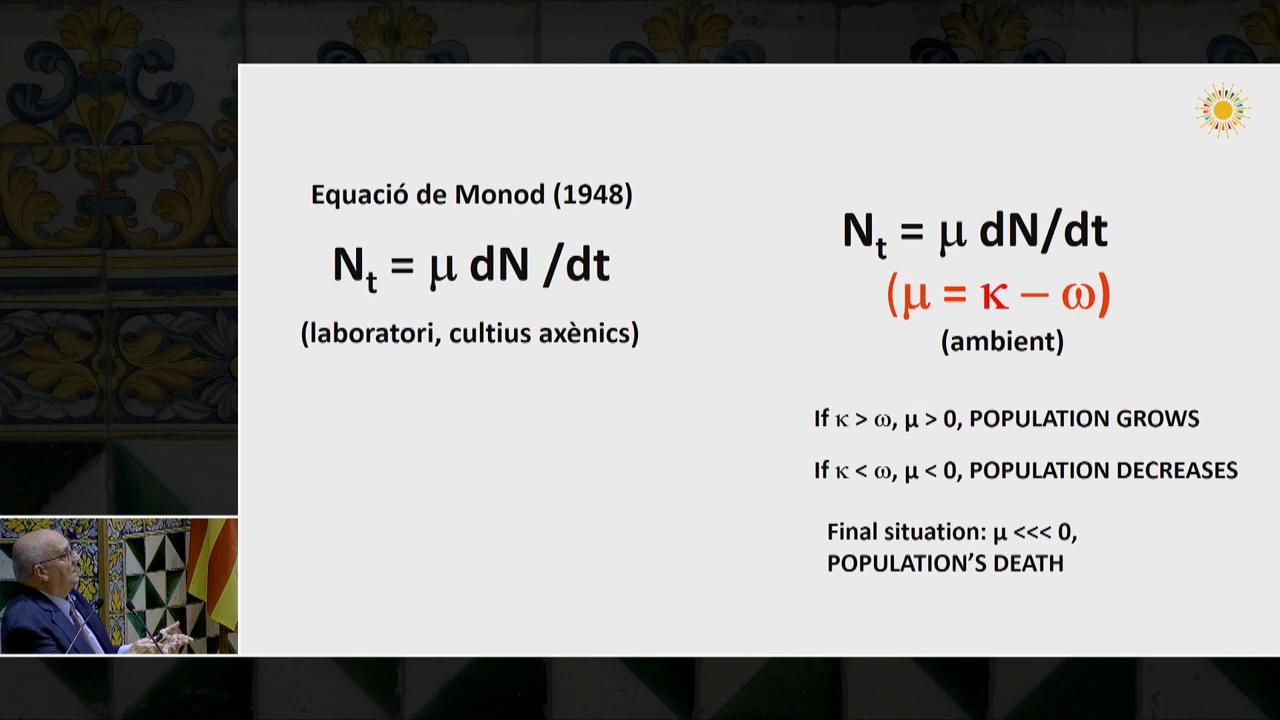 Equació de Monod (1948)
Nt = μ dN /dt
(laboratori, cultius axènics)
Nt = μ dN/dt
(μ = κ – ω)
(ambient)
If κ > ω, μ > 0, POPULATION GROWS
If κ < ω, μ < 0, POPULATION DECREASES
Final situation: μ <<< 0,
POPULATION’S DEATH